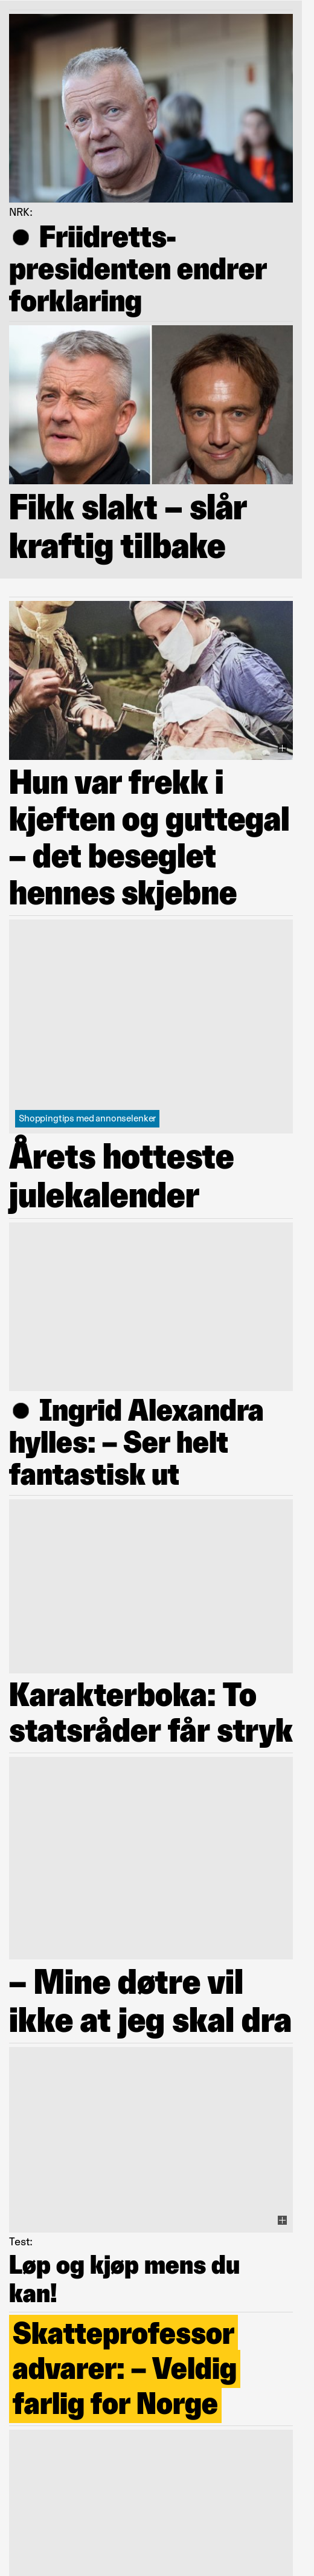 NRK:
● Friidretts-
presidenten endrer
forklaring
Fikk slakt – slår
kraftig tilbake
Hun var frekk i
kjeften og guttegal
– det beseglet
hennes skjebne
Shoppingtips med annonselenker
Årets hotteste
julekalender
● Ingrid Alexandra
hylles: – Ser helt
fantastisk ut
Karakterboka: To
statsråder får stryk
– Mine døtre vil
ikke at jeg skal dra
Test:
Løp og kjøp mens du
kan!
Skatteprofessor
advarer: – Veldig
farlig for Norge